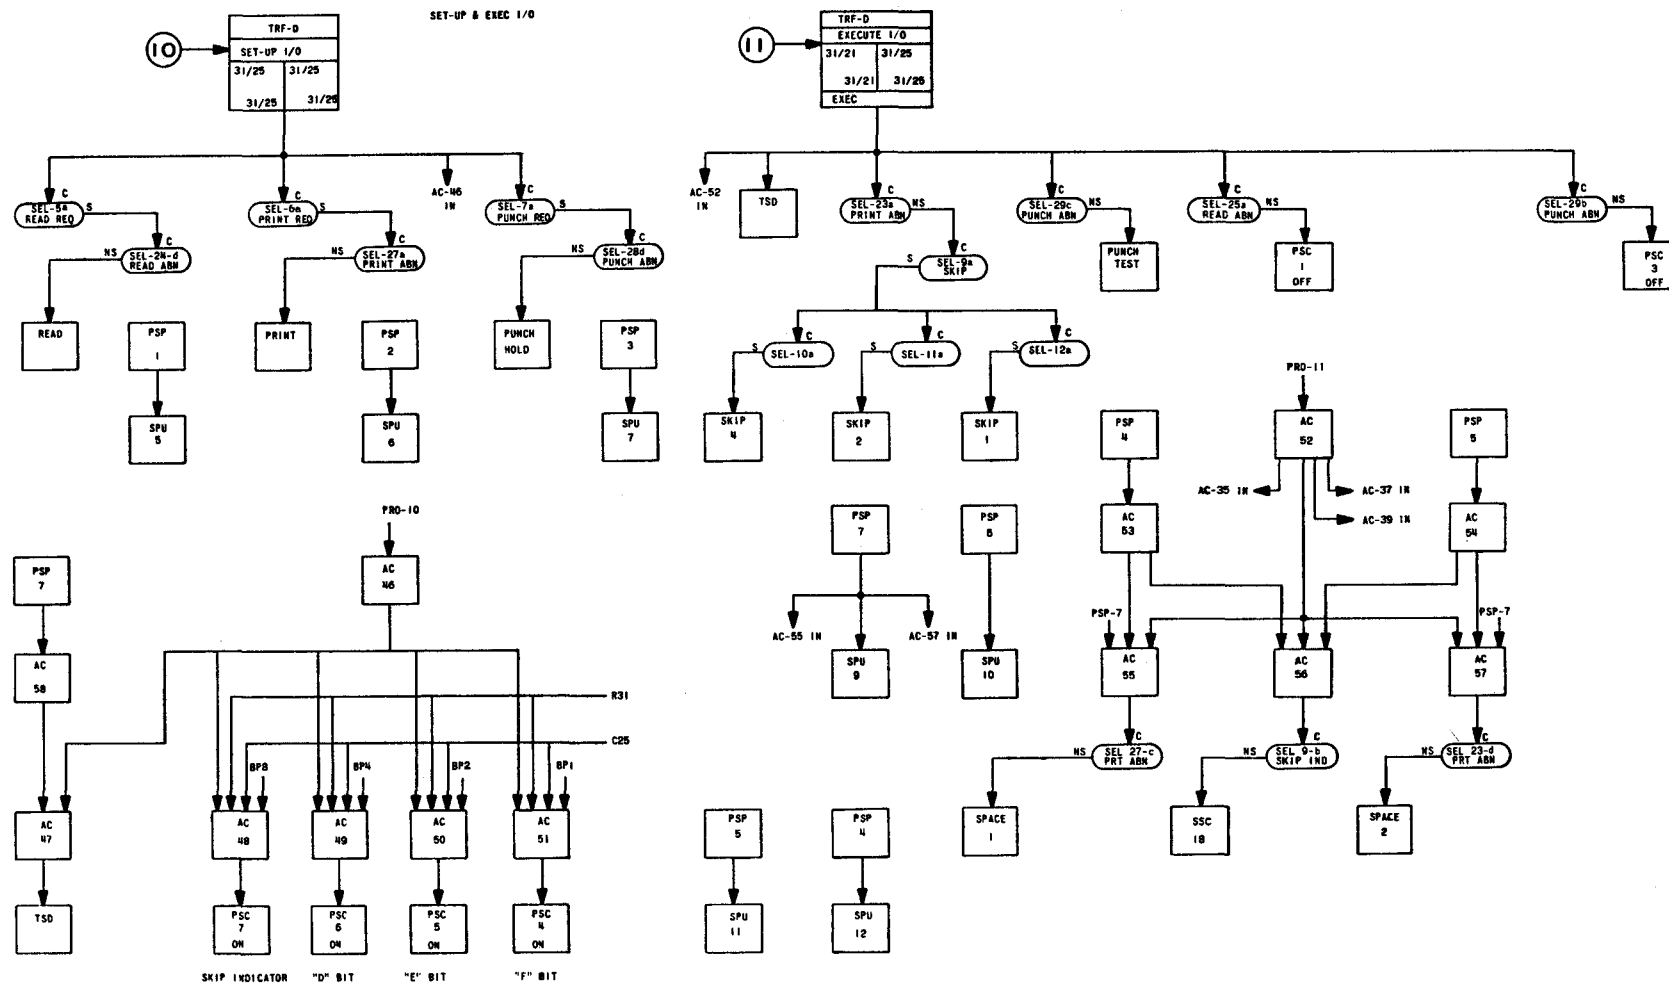 SET-UP & EXEC I/O
10
TRF-D
SET-UP I/O
31/25 31/25
31/25 31/25
C
SEL-5a
READ REQ
S
C
NS
SEL-24-d
READ ABN
READ
PSP
1
SPU
5
C
SEL-6a
PRINT REQ
S
C
NS
SEL-27a
PRINT ABN
PRINT
PSP
2
SPU
6
AC-46
IN
C
SEL-7a
PUNCH REQ
S
C
NS
SEL-28d
PUNCH ABN
PUNCH
HOLD
PSP
3
SPU
7
11
TRF-D
EXECUTE I/O
31/21 31/25
31/21 31/25
EXEC
AC-52
IN
TSD
C
SEL-23a
PRINT ABN
NS
C
S
SEL-9a
SKIP
C
S
SEL-10a
C
S
SEL-11a
C
S
SEL-12a
SKIP
4
SKIP
2
SKIP
1
C
SEL-29c
PUNCH ABN
NS
PUNCH
TEST
C
SEL-25a
READ ABN
NS
PSC
1
OFF
C
SEL-29b
PUNCH ABN
NS
PSC
3
OFF
PSP
7
AC
58
PRO-10
AC
46
R31
C25
BP8
BP4
BP2
BP1
AC
47
AC
48
AC
49
AC
50
AC
51
TSD
PSC
7
ON
PSC
6
ON
PSC
5
ON
PSC
4
ON
SKIP INDICATOR
"D" BIT
"E" BIT
"F" BIT
PSP
7
AC-55 IN
AC-57 IN
SPU
9
PSP
6
SPU
10
PSP
5
SPU
11
PSP
4
SPU
12
PRO-11
PSP
4
AC
52
PSP
5
AC-35 IN
AC-37 IN
AC-39 IN
AC
53
AC
54
PSP-7
PSP-7
AC
55
AC
56
AC
57
C
NS
SEL 27-c
PRT ABN
C
NS
SEL 9-b
SKIP IND
C
NS
SEL 23-d
PRT ABN
SPACE
1
SSC
18
SPACE
2